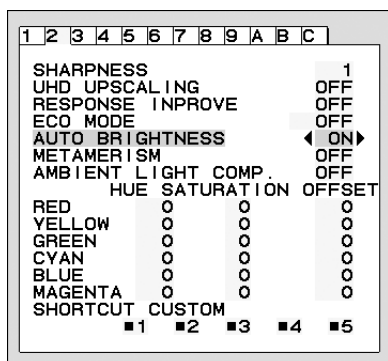 1 2 3 4 5 6 7 8 9 A B C
SHARPNESS 1
UHD UPSCALING OFF
RESPONSE INPROVE OFF
ECO MODE OFF
AUTO BRIGHTNESS ON
METAMERISM OFF
AMBIENT LIGHT COMP. OFF
HUE SATURATION OFFSET
RED 0 0 0
YELLOW 0 0 0
GREEN 0 0 0
CYAN 0 0 0
BLUE 0 0 0
MAGENTA 0 0 0
SHORTCUT CUSTOM
■1 ■2 ■3 ■4 ■5